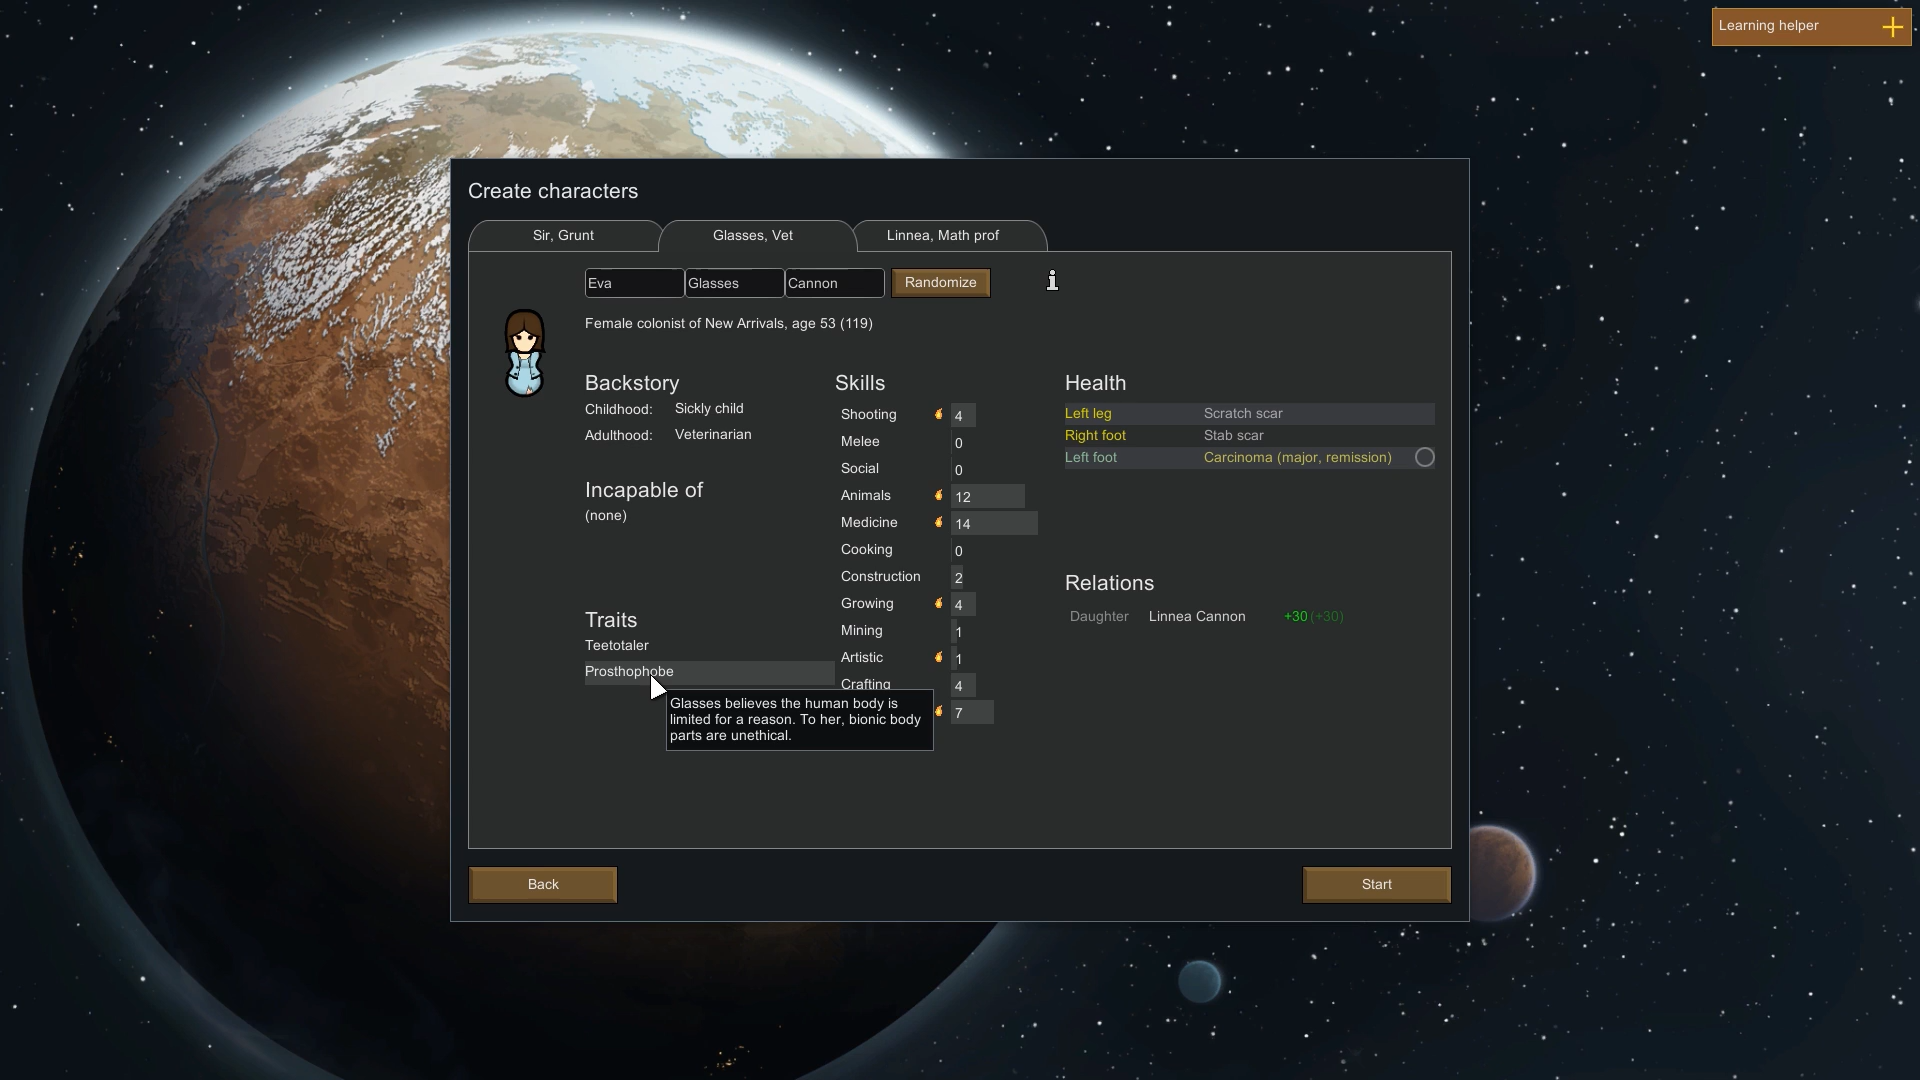 Learning helper
Create characters
Sir, Grunt
Glasses, Vet
Linnea, Math prof
Eva
Glasses
Cannon
Randomize
Female colonist of New Arrivals, age 53 (119)
Backstory
Childhood: Sickly child
Adulthood: Veterinarian
Incapable of
(none)
Traits
Teetotaler
Prosthophobe
Glasses believes the human body is
limited for a reason. To her, bionic body
parts are unethical.
Skills
Shooting 4
Melee 0
Social 0
Animals 12
Medicine 14
Cooking 0
Construction 2
Growing 4
Mining 1
Artistic 1
Crafting 4
7
Health
Left leg Scratch scar
Right foot Stab scar
Left foot Carcinoma (major, remission)
Relations
Daughter Linnea Cannon +30 (+30)
Back
Start